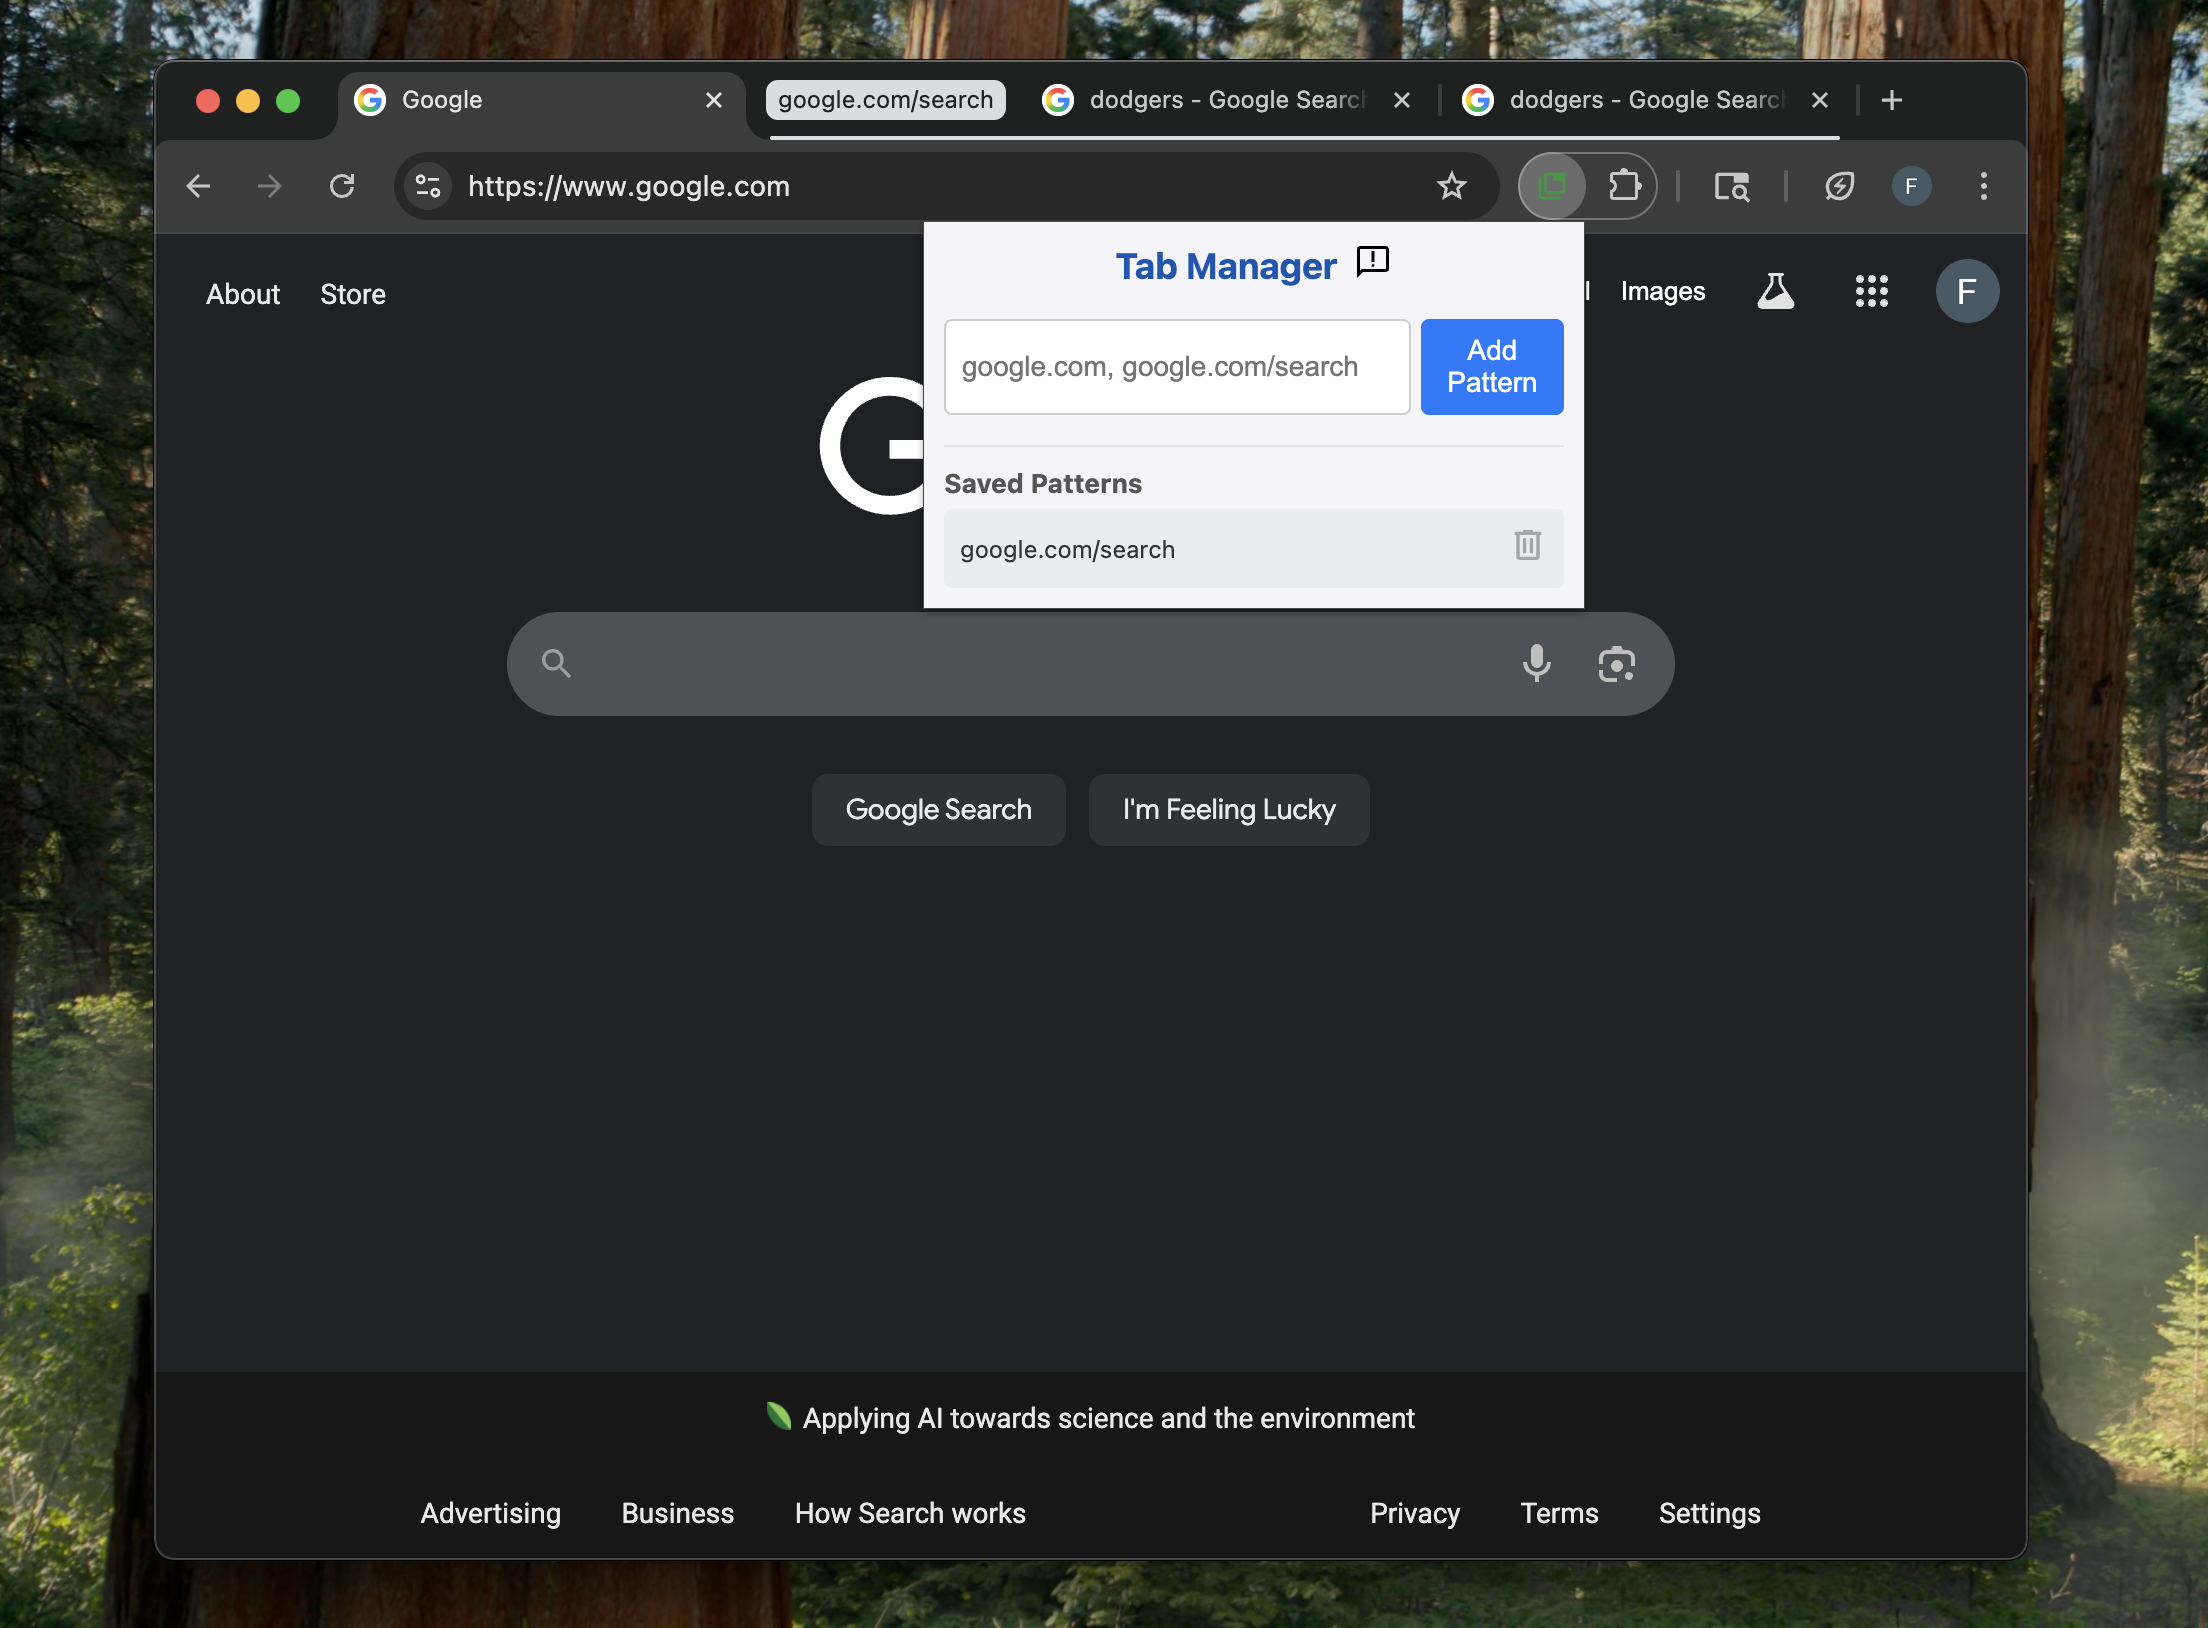 Google
google.com/search
dodgers - Google Search
dodgers - Google Search
https://www.google.com
F
Tab Manager
google.com, google.com/search
Add
Pattern
Saved Patterns
google.com/search
About
Store
Images
F
G
Google Search
I'm Feeling Lucky
Applying AI towards science and the environment
Advertising
Business
How Search works
Privacy
Terms
Settings